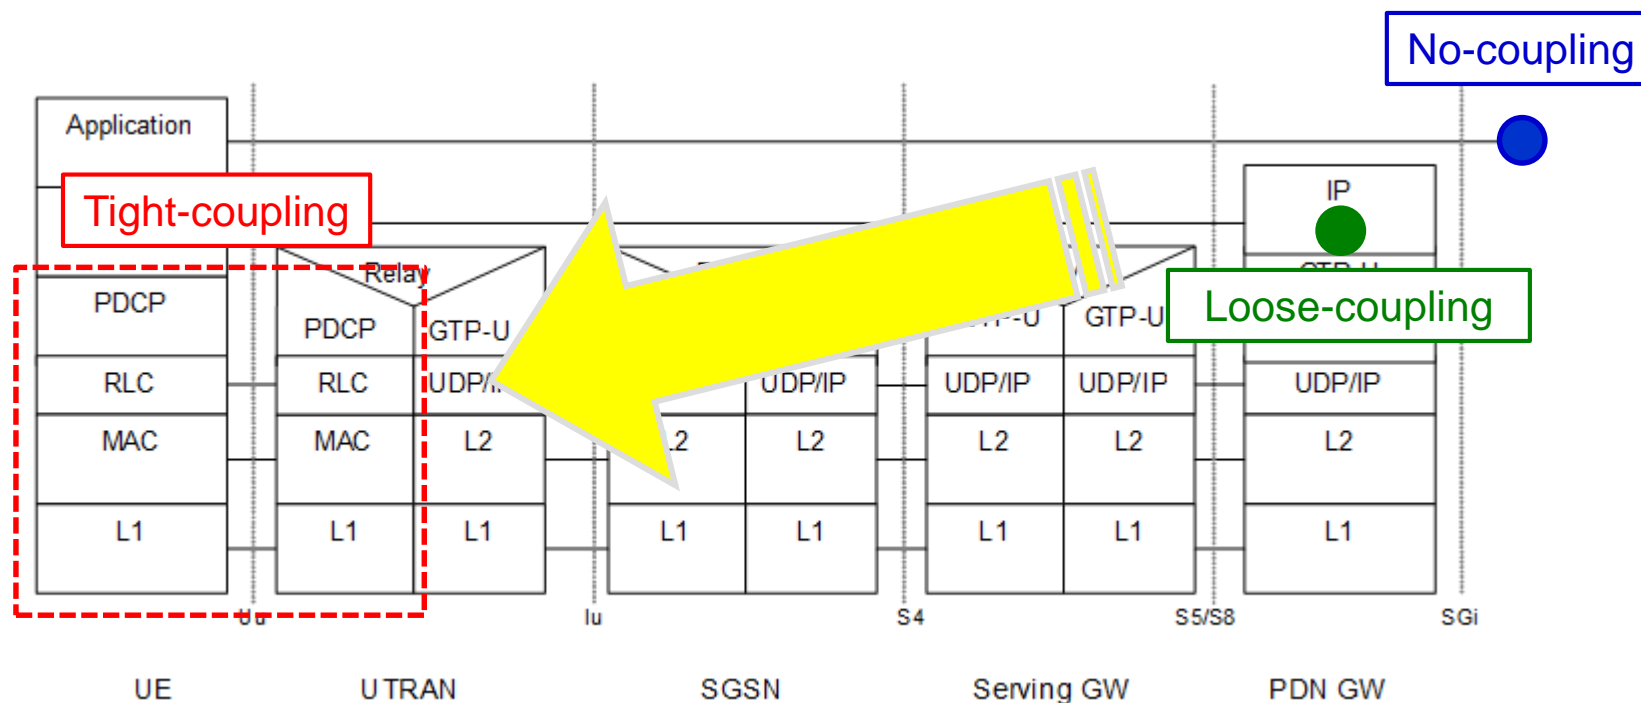 No-coupling
Application
IP
Tight-coupling
Relay
Loose-coupling
PDCP
PDCP
GTP-U
GTP-U
RLC
RLC
UDP/IP
UDP/IP
UDP/IP
UDP/IP
MAC
MAC
L2
L2
L2
L2
L2
L2
L1
L1
L1
L1
L1
L1
L1
L1
Uu
Iu
S4
S5/S8
SGi
UE
UTRAN
SGSN
Serving GW
PDN GW